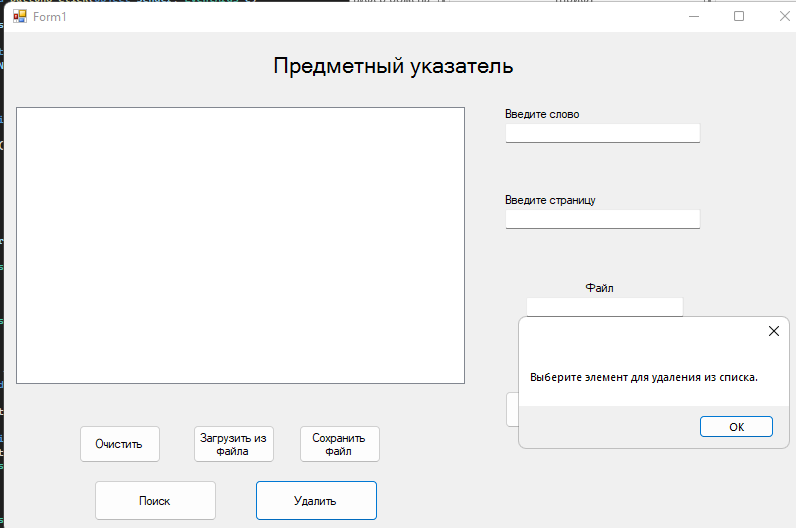 Form1
Предметный указатель
Введите слово
Введите страницу
Файл
Выберите элемент для удаления из списка.
OK
Очистить
Загрузить из
файла
Сохранить
файл
Поиск
Удалить